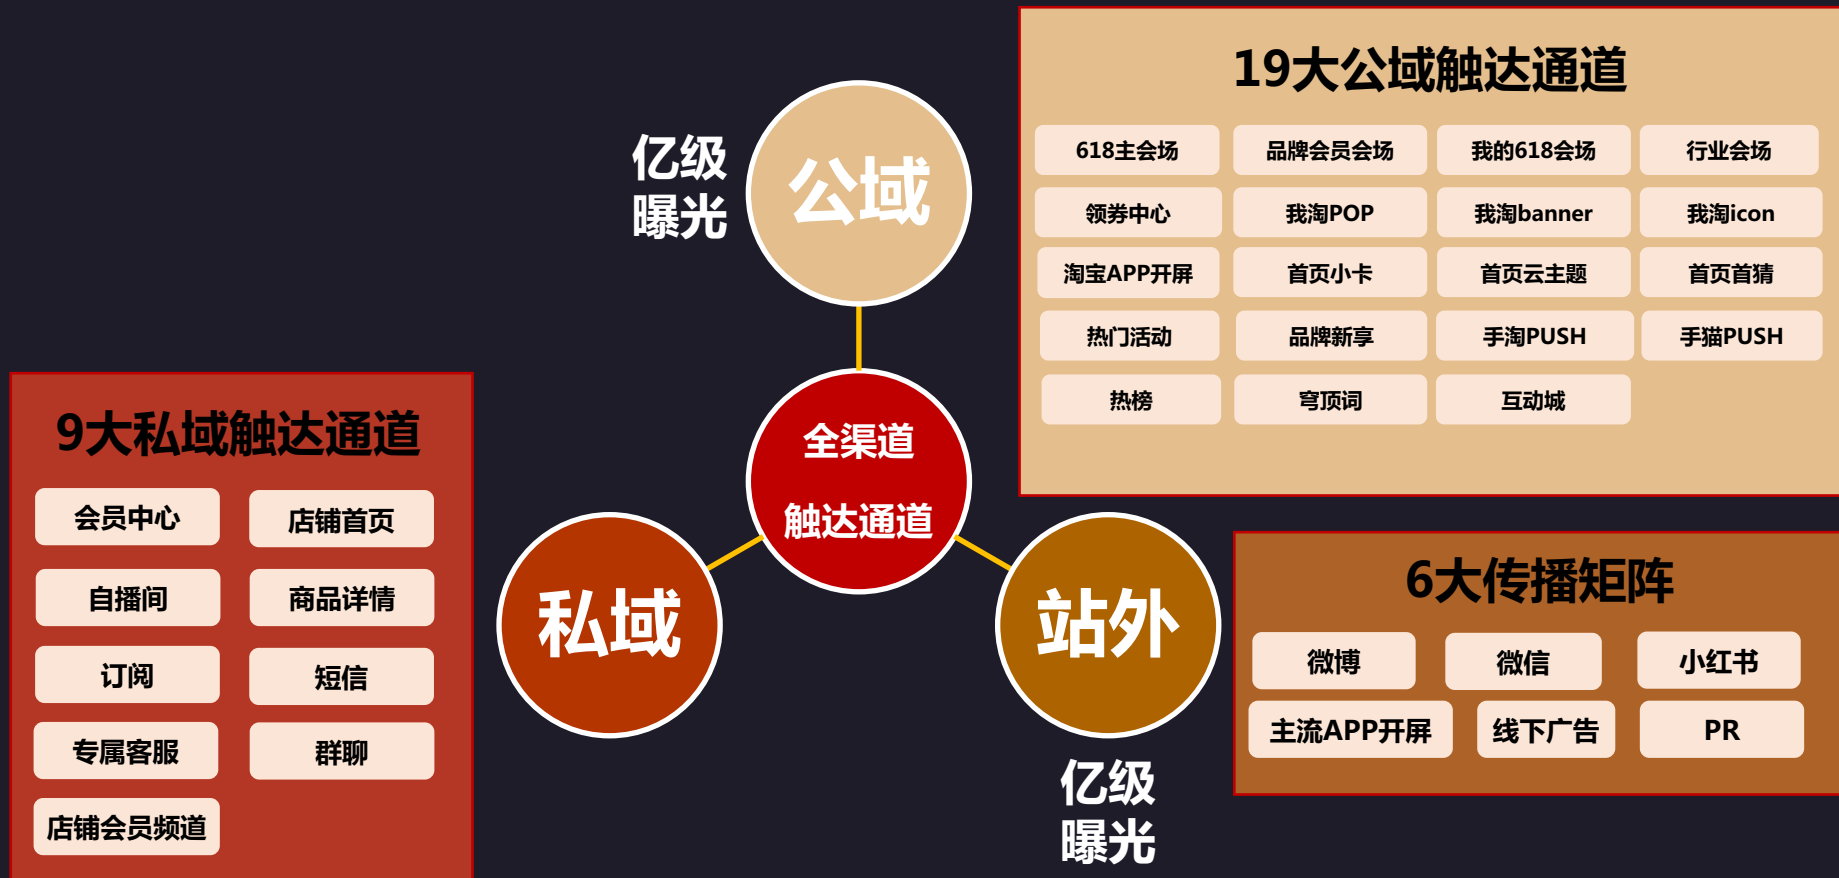 亿级
曝光
公域
全渠道
触达通道
私域
站外
亿级
曝光
19大公域触达通道
618主会场 品牌会员会场 我的618会场 行业会场
领券中心 我淘POP 我淘banner 我淘icon
淘宝APP开屏 首页小卡 首页云主题 首页首猜
热门活动 品牌新享 手淘PUSH 手猫PUSH
热榜 穹顶词 互动城
9大私域触达通道
会员中心 店铺首页
自播间 商品详情
订阅 短信
专属客服 群聊
店铺会员频道
6大传播矩阵
微博 微信 小红书
主流APP开屏 线下广告 PR